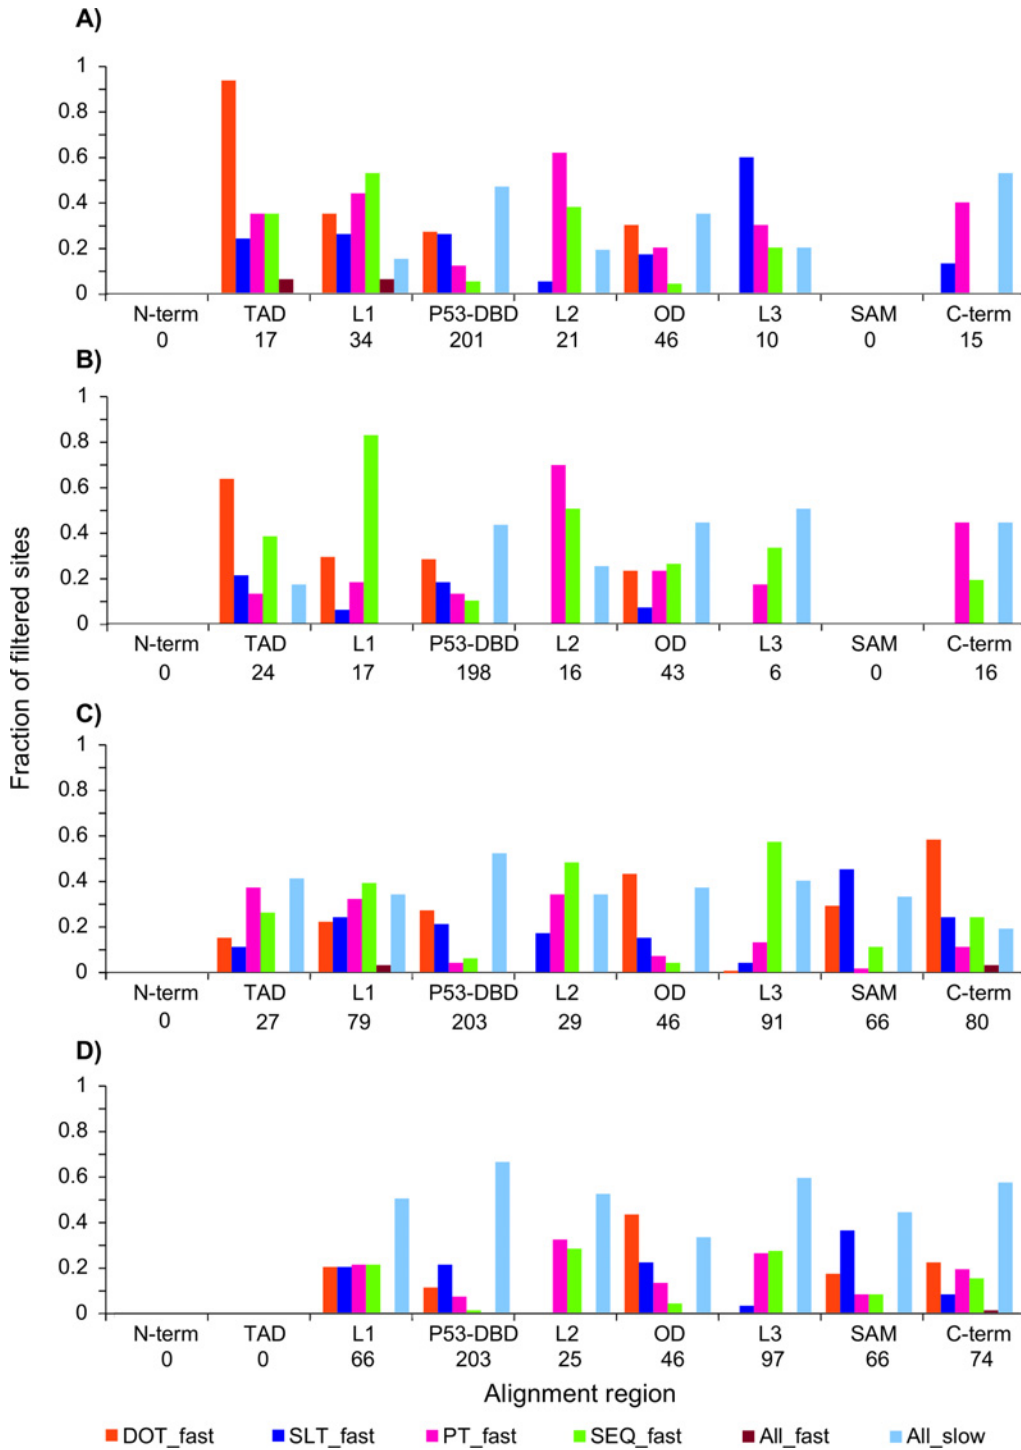 A)
1
0.8
0.6
0.4
0.2
0
N-term TAD L1 P53-DBD L2 OD L3 SAM C-term
0 17 34 201 21 46 10 0 15
B)
1
0.8
0.6
0.4
0.2
0
N-term TAD L1 P53-DBD L2 OD L3 SAM C-term
0 24 17 198 16 43 6 0 16
Fraction of filtered sites
C)
1
0.8
0.6
0.4
0.2
0
N-term TAD L1 P53-DBD L2 OD L3 SAM C-term
0 27 79 203 29 46 91 66 80
D)
1
0.8
0.6
0.4
0.2
0
N-term TAD L1 P53-DBD L2 OD L3 SAM C-term
0 0 66 203 25 46 97 66 74
Alignment region
DOT_fast SLT_fast PT_fast SEQ_fast All_fast All_slow